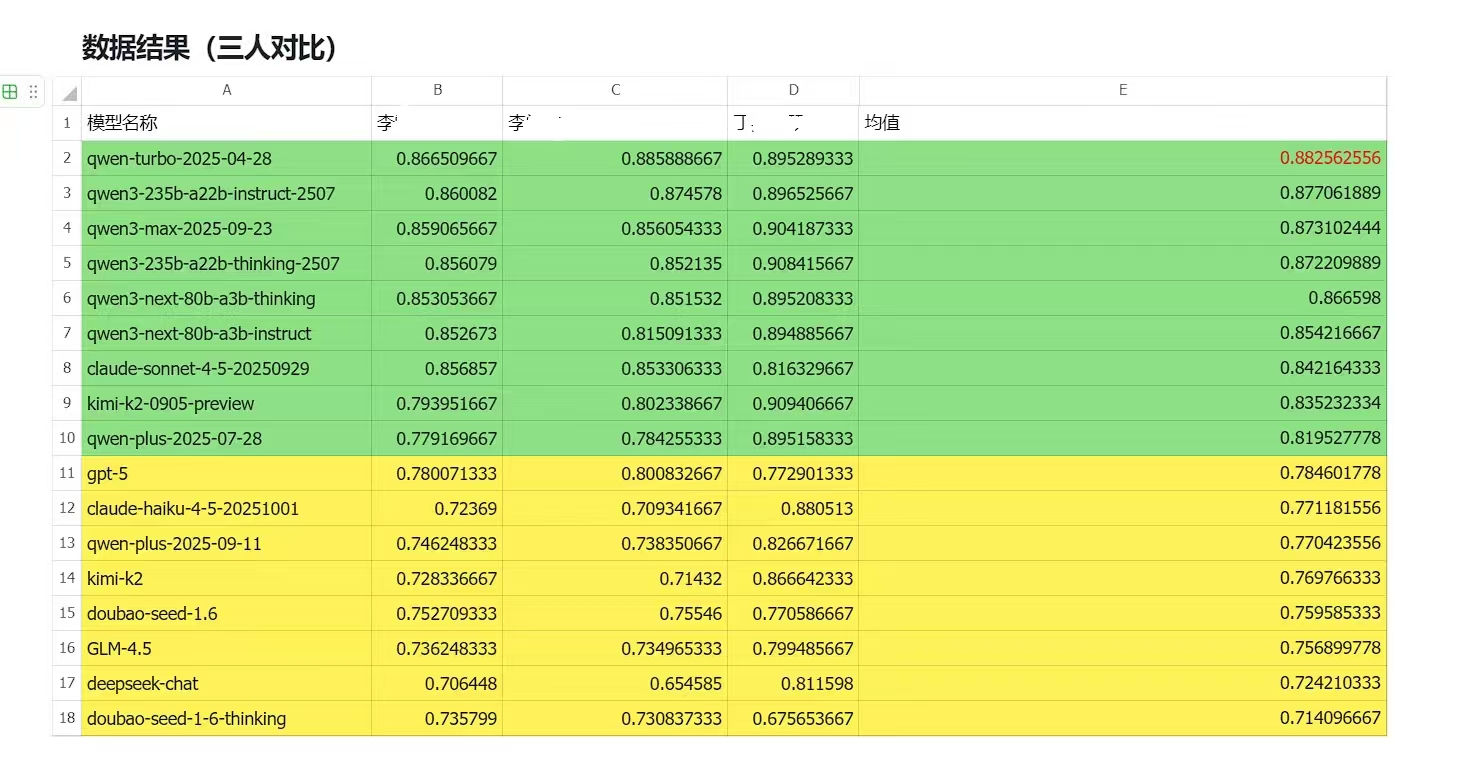 数据结果（三人对比）
A B C D E
1 模型名称 李 李 丁 均值
2 qwen-turbo-2025-04-28 0.866509667 0.885888667 0.895289333 0.882562556
3 qwen3-235b-a22b-instruct-2507 0.860082 0.874578 0.896525667 0.877061889
4 qwen3-max-2025-09-23 0.859065667 0.856054333 0.904187333 0.873102444
5 qwen3-235b-a22b-thinking-2507 0.856079 0.852135 0.908415667 0.872209889
6 qwen3-next-80b-a3b-thinking 0.853053667 0.851532 0.895208333 0.866598
7 qwen3-next-80b-a3b-instruct 0.852673 0.815091333 0.894885667 0.854216667
8 claude-sonnet-4-5-20250929 0.856857 0.853306333 0.816329667 0.842164333
9 kimi-k2-0905-preview 0.793951667 0.802338667 0.909406667 0.835232334
10 qwen-plus-2025-07-28 0.779169667 0.784255333 0.895158333 0.819527778
11 gpt-5 0.780071333 0.800832667 0.772901333 0.784601778
12 claude-haiku-4-5-20251001 0.72369 0.709341667 0.880513 0.771181556
13 qwen-plus-2025-09-11 0.746248333 0.738350667 0.826671667 0.770423556
14 kimi-k2 0.728336667 0.71432 0.866642333 0.769766333
15 doubao-seed-1.6 0.752709333 0.75546 0.770586667 0.759585333
16 GLM-4.5 0.736248333 0.734965333 0.799485667 0.756899778
17 deepseek-chat 0.706448 0.654585 0.811598 0.724210333
18 doubao-seed-1-6-thinking 0.735799 0.730837333 0.675653667 0.714096667